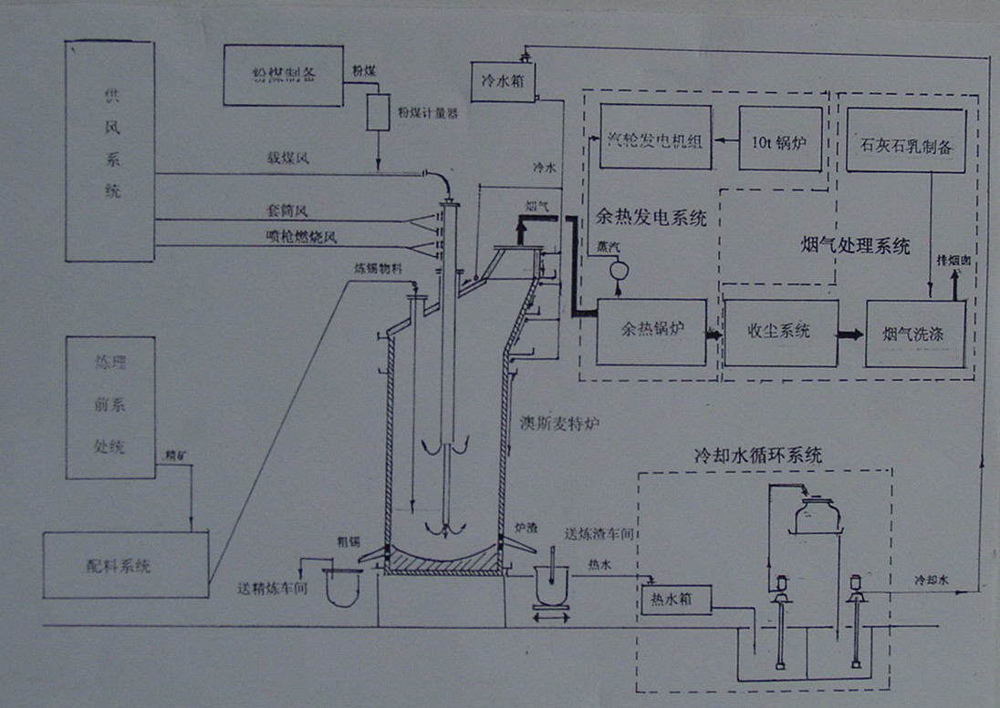 供
风
系
统
粉煤制备
粉煤
粉煤计量器
载煤风
套筒风
喷枪燃烧风
炼锡物料
冷水箱
冷水
烟气
汽轮发电机组
10t 锅炉
余热发电系统
蒸汽
余热锅炉
石灰石乳制备
烟气处理系统
排烟囱
收尘系统
烟气洗涤
炼理
前系
处统
精矿
配料系统
澳斯麦特炉
粗锡
送精炼车间
炉渣
送炼渣车间
热水
冷却水循环系统
热水箱
冷却水